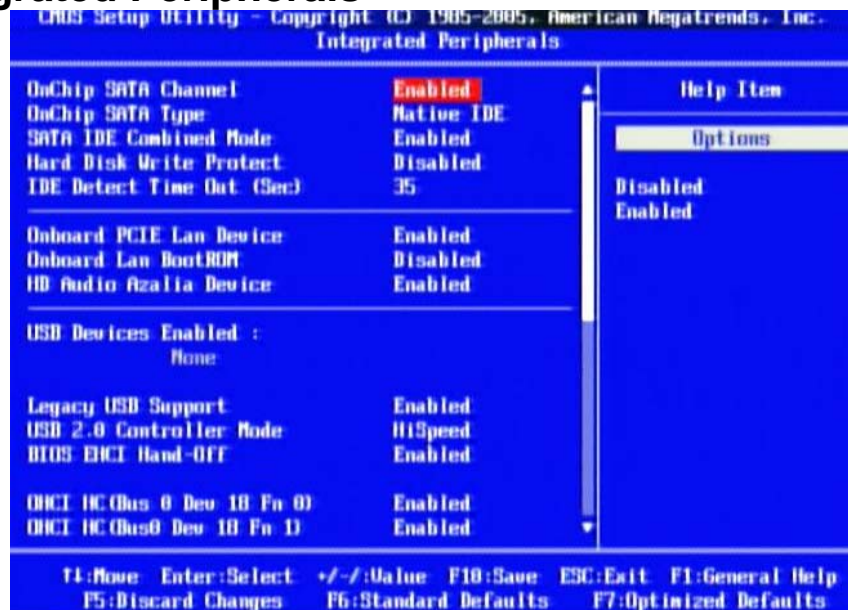 grated Peripherals
CMOS Setup Utility - Copyright (C) 1985-2005, American Megatrends, Inc.
Integrated Peripherals
OnChip SATA Channel Enabled Help Item
OnChip SATA Type Native IDE
SATA IDE Combined Mode Enabled Options
Hard Disk Write Protect Disabled
IDE Detect Time Out (Sec) 35 Disabled
Enabled
Onboard PCIE Lan Device Enabled
Onboard Lan BootROM Disabled
HD Audio Azalia Device Enabled
USB Devices Enabled :
None
Legacy USB Support Enabled
USB 2.0 Controller Mode HiSpeed
BIOS EHCI Hand-Off Enabled
OHCI HC(Bus 0 Dev 18 Fn 0) Enabled
OHCI HC(Bus0 Dev 18 Fn 1) Enabled
↑↓:Move Enter:Select +/-/:Value F10:Save ESC:Exit F1:General Help
F5:Discard Changes F6:Standard Defaults F7:Optimized Defaults